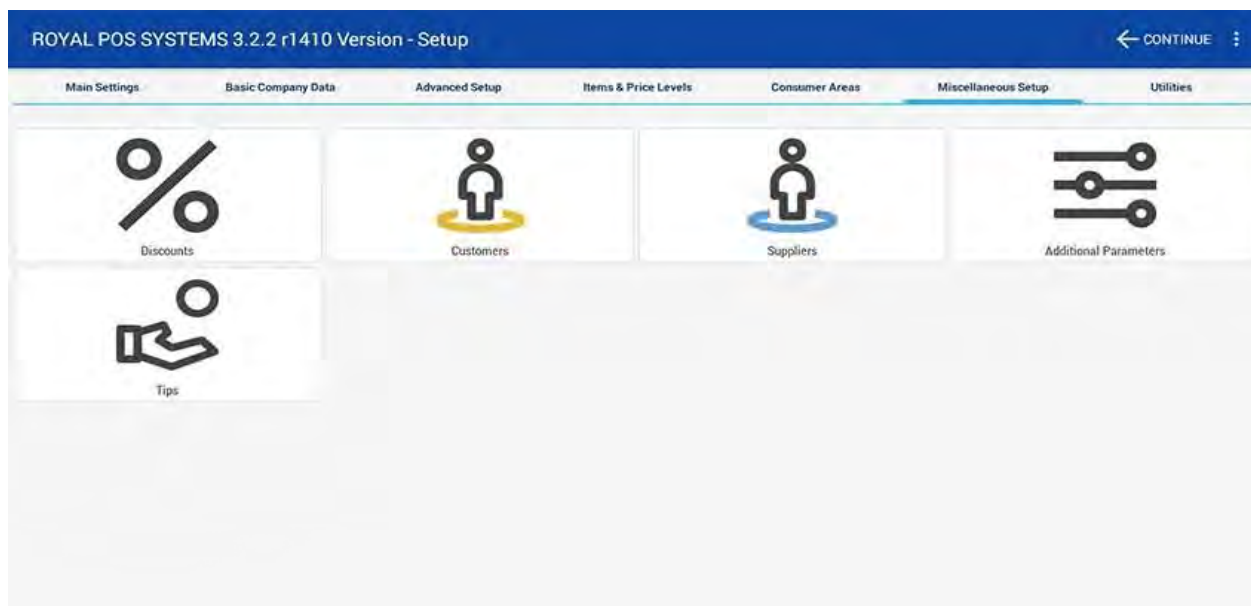 ROYAL POS SYSTEMS 3.2.2 r1410 Version - Setup
CONTINUE
Main Settings Basic Company Data Advanced Setup Items & Price Levels Consumer Areas Miscellaneous Setup Utilities
Discounts Customers Suppliers Additional Parameters
Tips